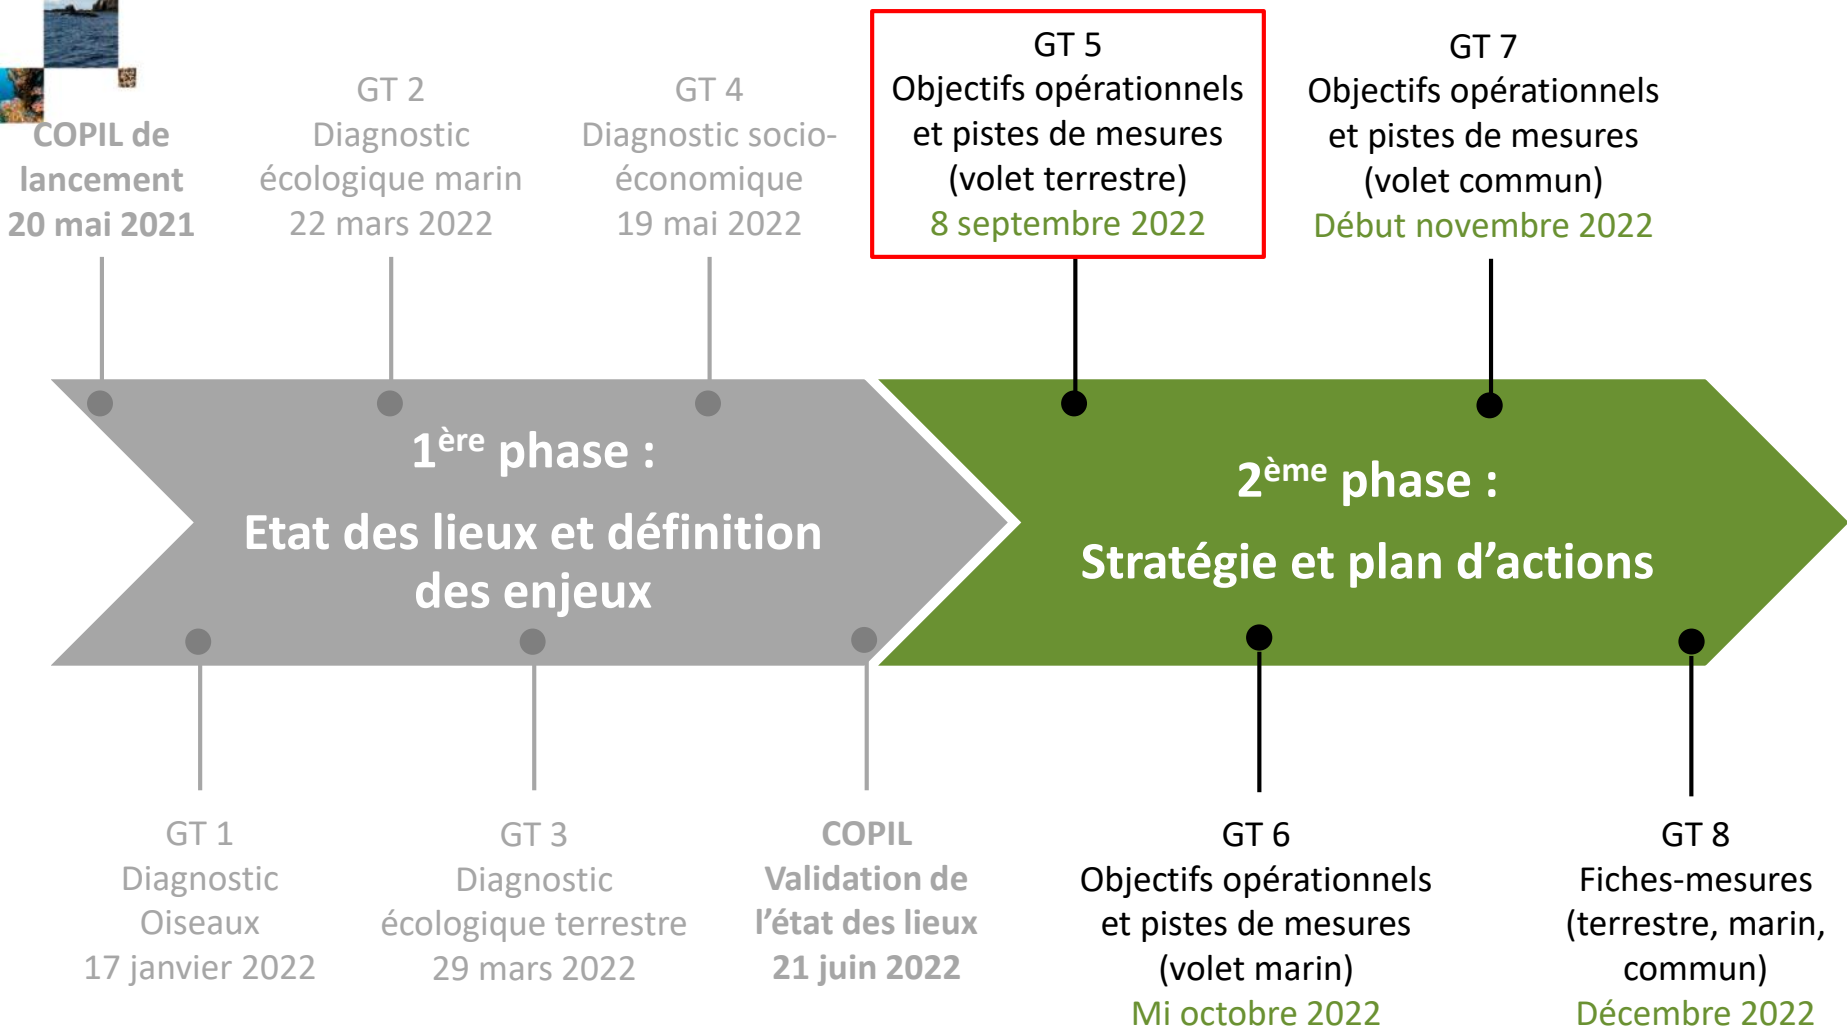 COPIL de
lancement
20 mai 2021
GT 2
Diagnostic
écologique marin
22 mars 2022
GT 4
Diagnostic socio-
économique
19 mai 2022
GT 5
Objectifs opérationnels
et pistes de mesures
(volet terrestre)
8 septembre 2022
GT 7
Objectifs opérationnels
et pistes de mesures
(volet commun)
Début novembre 2022
1ère phase :
Etat des lieux et définition
des enjeux
2ème phase :
Stratégie et plan d’actions
GT 1
Diagnostic
Oiseaux
17 janvier 2022
GT 3
Diagnostic
écologique terrestre
29 mars 2022
COPIL
Validation de
l’état des lieux
21 juin 2022
GT 6
Objectifs opérationnels
et pistes de mesures
(volet marin)
Mi octobre 2022
GT 8
Fiches-mesures
(terrestre, marin,
commun)
Décembre 2022